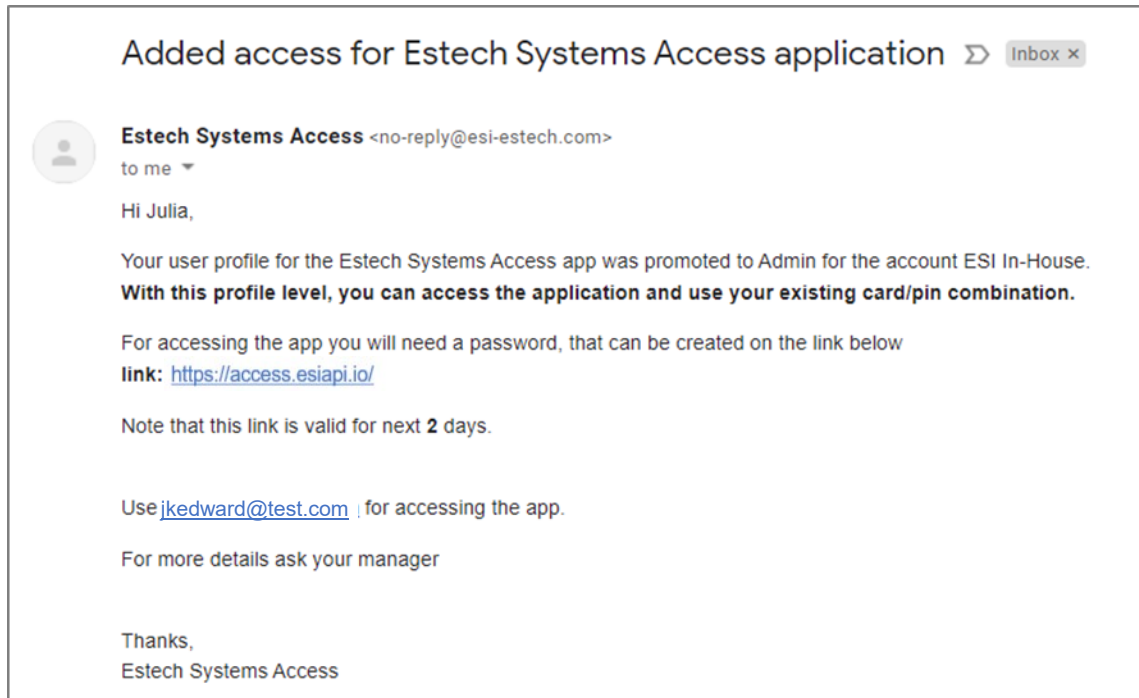 Added access for Estech Systems Access application Inbox ×
Estech Systems Access <no-reply@esi-estech.com>
to me
Hi Julia,
Your user profile for the Estech Systems Access app was promoted to Admin for the account ESI In-House.
With this profile level, you can access the application and use your existing card/pin combination.
For accessing the app you will need a password, that can be created on the link below
link: https://access.esiapi.io/
Note that this link is valid for next 2 days.
Use jkedward@test.com for accessing the app.
For more details ask your manager
Thanks,
Estech Systems Access